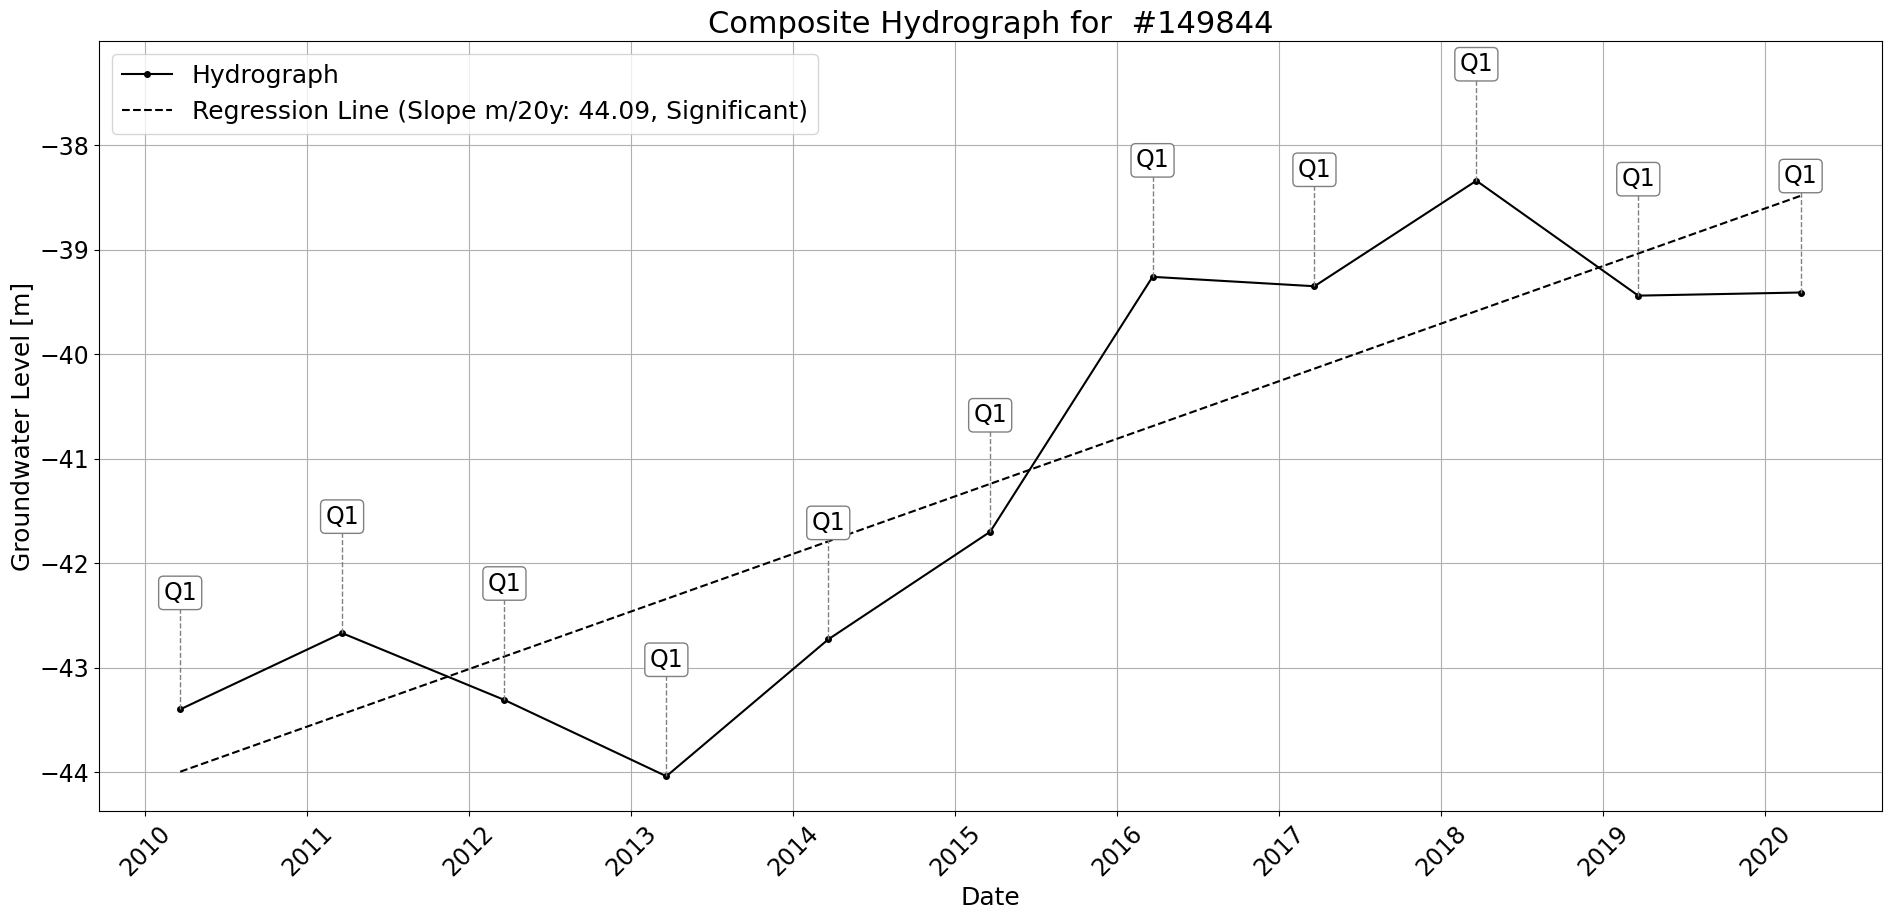 Composite Hydrograph for  #149844
Hydrograph
Regression Line (Slope m/20y: 44.09, Significant)
Groundwater Level [m]
−38
−39
−40
−41
−42
−43
−44
Q1
Q1
Q1
Q1
Q1
Q1
Q1
Q1
Q1
Q1
Q1
2010
2011
2012
2013
2014
2015
2016
2017
2018
2019
2020
Date